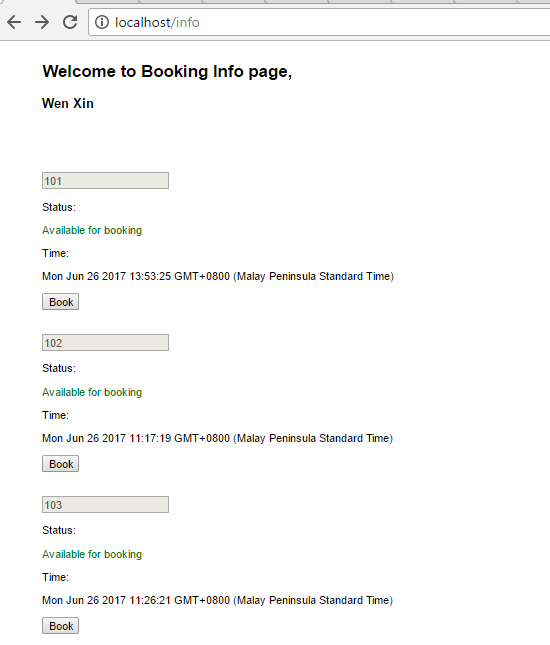 localhost/info
Welcome to Booking Info page,
Wen Xin
101
Status:
Available for booking
Time:
Mon Jun 26 2017 13:53:25 GMT+0800 (Malay Peninsula Standard Time)
Book
102
Status:
Available for booking
Time:
Mon Jun 26 2017 11:17:19 GMT+0800 (Malay Peninsula Standard Time)
Book
103
Status:
Available for booking
Time:
Mon Jun 26 2017 11:26:21 GMT+0800 (Malay Peninsula Standard Time)
Book